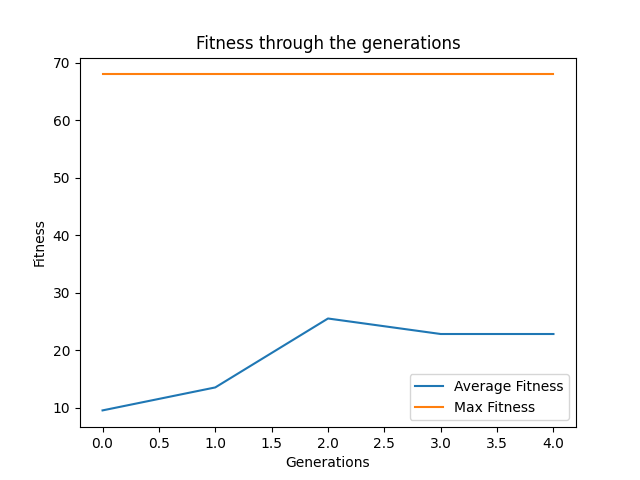 Fitness through the generations
Fitness
70
60
50
40
30
20
10
0.0 0.5 1.0 1.5 2.0 2.5 3.0 3.5 4.0
Generations
Average Fitness
Max Fitness